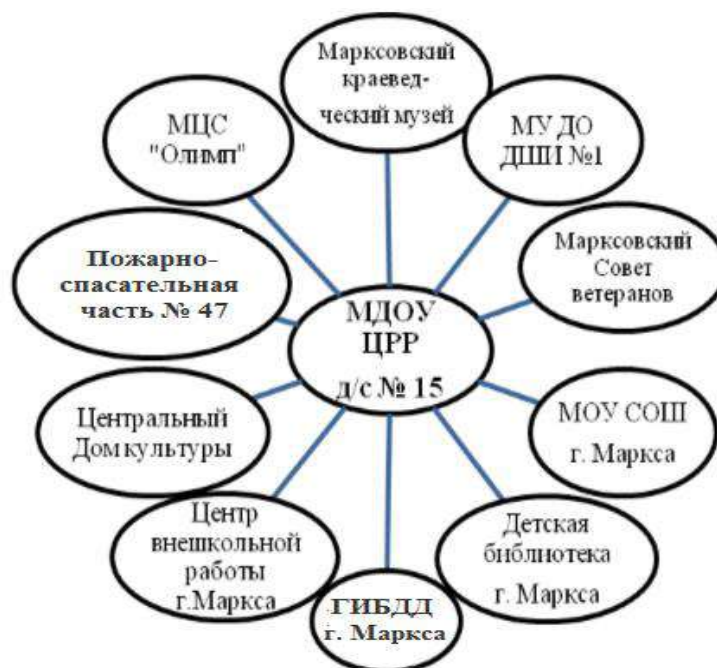 Марксовский
краевед-
ческий музей
МЦС
"Олимп"
МУ ДО
ДШИ №1
Пожарно-
спасательная
часть № 47
Марксовский
Совет
ветеранов
МДОУ
ЦРР
д/с № 15
Центральный
Дом культуры
МОУ СОШ
г. Маркса
Центр
внешкольной
работы
г.Маркса
Детская
библиотека
г. Маркса
ГИБДД
г. Маркса